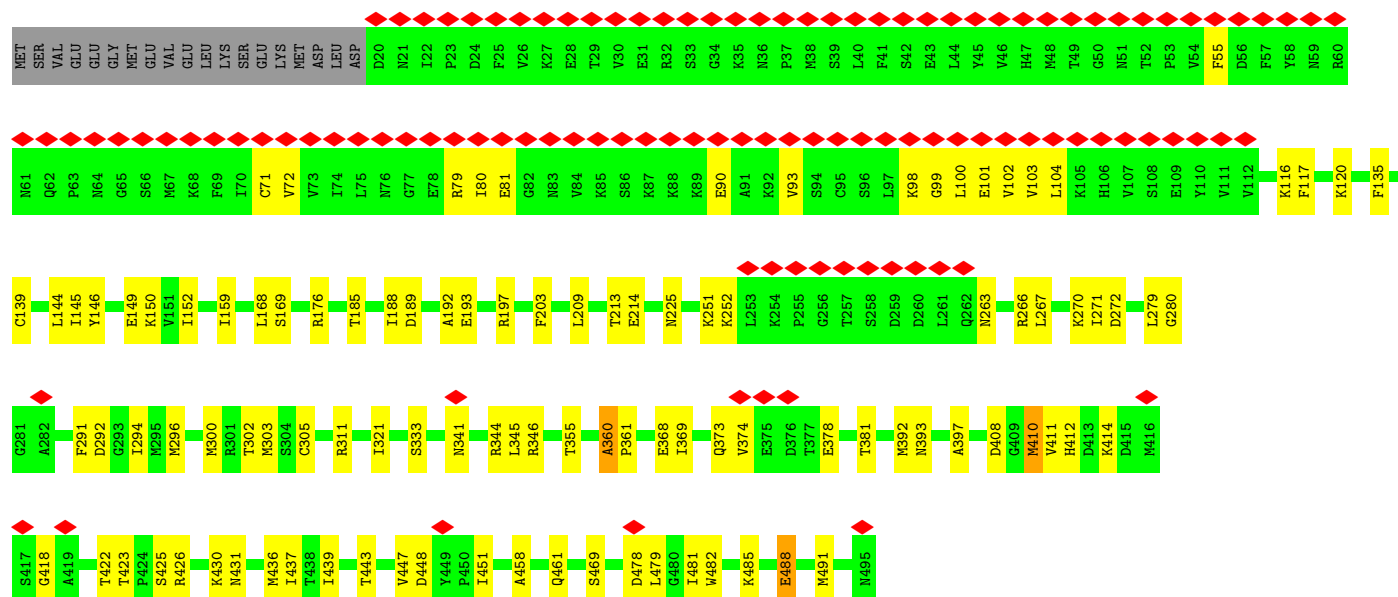 MET SER VAL GLU GLU GLY MET GLU VAL GLU LEU LYS SER GLU LYS MET ASP LEU ASP D20 N21 I22 P23 D24 F25 V26 K27 E28 T29 V30 E31 R32 S33 G34 K35 N36 P37 M38 S39 L40 F41 S42 E43 L44 Y45 V46 H47 M48 T49 G50 N51 T52 P53 V54 F55 D56 F57 Y58 N59 R60
N61 Q62 P63 N64 G65 S66 M67 K68 F69 I70 C71 V72 V73 I74 L75 N76 G77 E78 R79 I80 E81 G82 N83 V84 K85 S86 K87 K88 K89 E90 A91 K92 V93 S94 C95 S96 L97 K98 G99 L100 E101 V102 V103 L104 K105 H106 V107 S108 E109 Y110 V111 V112 K116 F117 K120 F135
C139 L144 I145 Y146 E149 K150 V151 I152 I159 L168 S169 R176 T185 I188 D189 A192 E193 R197 F203 L209 T213 E214 N225 K251 K252 L253 K254 P255 G256 T257 S258 D259 D260 L261 Q262 N263 R266 L267 K270 I271 D272 L279 G280
G281 A282 F291 D292 G293 I294 M295 M296 M300 R301 T302 M303 S304 C305 R311 I321 S333 N341 R344 L345 R346 T355 A360 P361 E368 I369 Q373 V374 E375 D376 T377 E378 T381 M392 N393 A397 D408 G409 M410 V411 H412 D413 K414 D415 M416
S417 G418 A419 T422 T423 P424 S425 R426 K430 N431 M436 I437 T438 I439 T443 V447 D448 Y449 P450 I451 A458 Q461 S469 D478 L479 G480 I481 W482 K485 E488 M491 N495